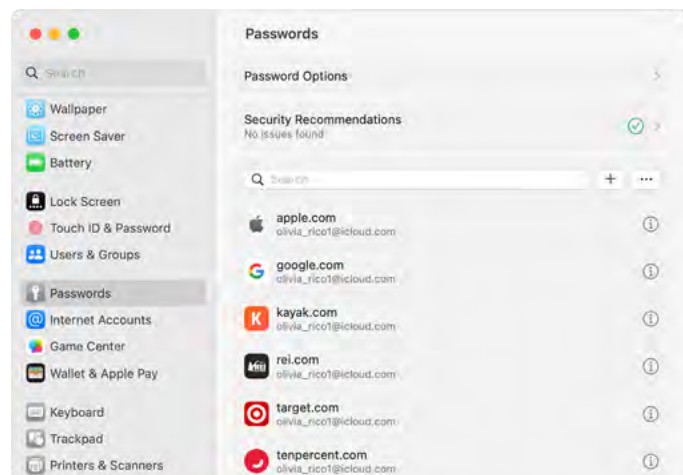 Passwords
Search
Password Options
Wallpaper
Screen Saver
Battery
Security Recommendations
No issues found
Search
Lock Screen
Touch ID & Password
Users & Groups
apple.com
olivia_rico1@icloud.com
google.com
olivia_rico1@icloud.com
Passwords
Internet Accounts
Game Center
Wallet & Apple Pay
kayak.com
olivia_rico1@icloud.com
rei.com
olivia_rico1@icloud.com
Keyboard
Trackpad
Printers & Scanners
target.com
olivia_rico1@icloud.com
tenpercent.com
olivia_rico1@icloud.com